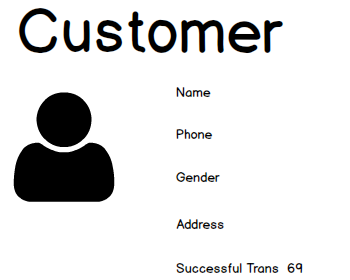 Customer
Name
Phone
Gender
Address
Successful Trans 69